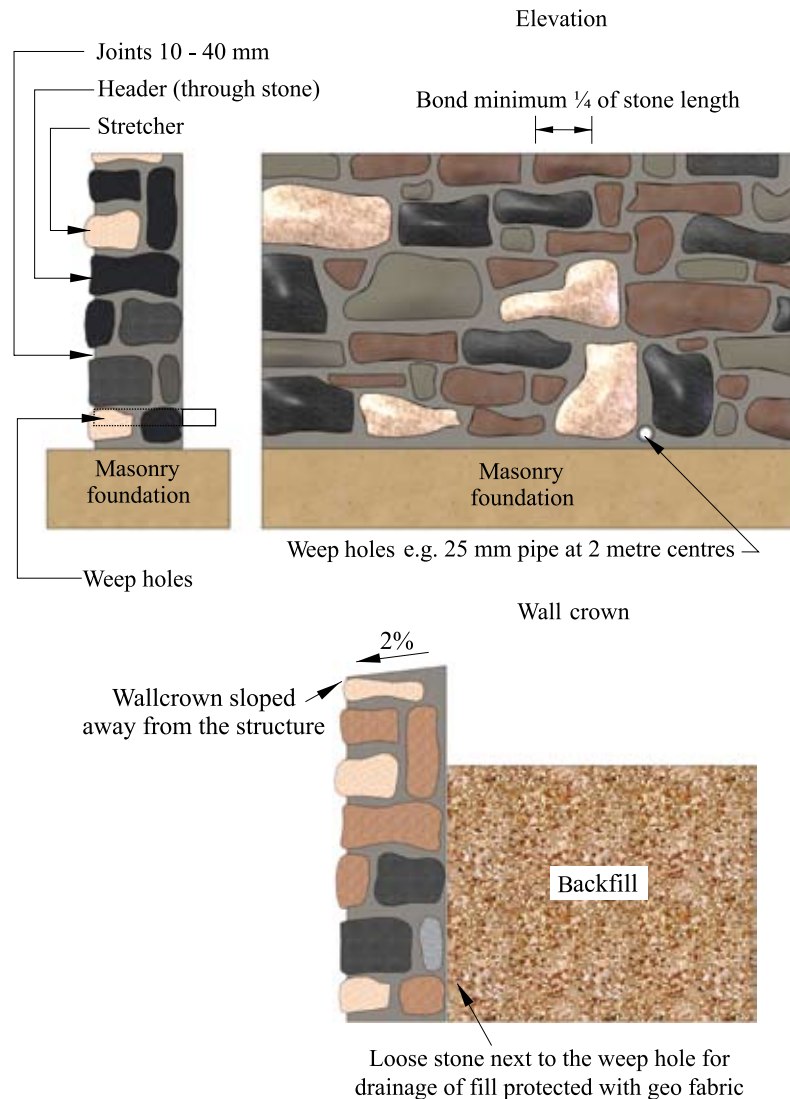 Elevation
Joints 10 - 40 mm
Header (through stone)
Stretcher
Bond minimum ¼ of stone length
Masonry
foundation
Masonry
foundation
Weep holes e.g. 25 mm pipe at 2 metre centres
Weep holes
Wall crown
2%
Wallcrown sloped
away from the structure
Backfill
Loose stone next to the weep hole for
drainage of fill protected with geo fabric